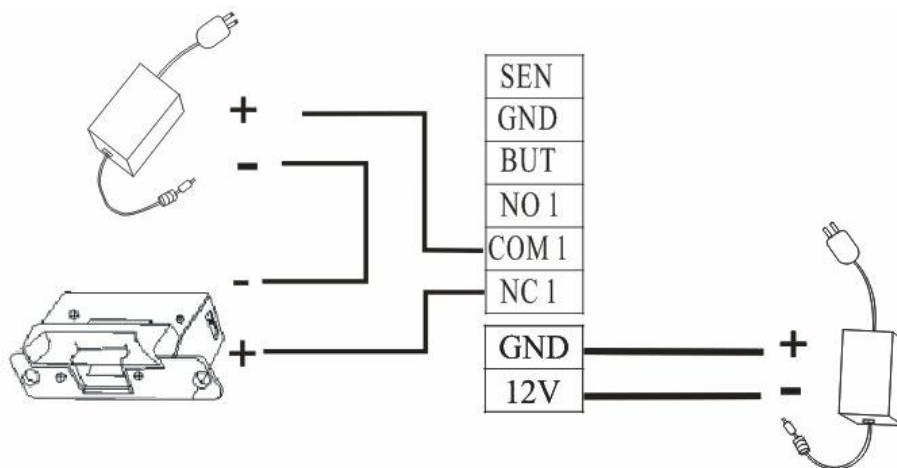 SEN
+
GND
-
BUT
NO 1
COM 1
-
NC 1
+
GND
+
12V
-